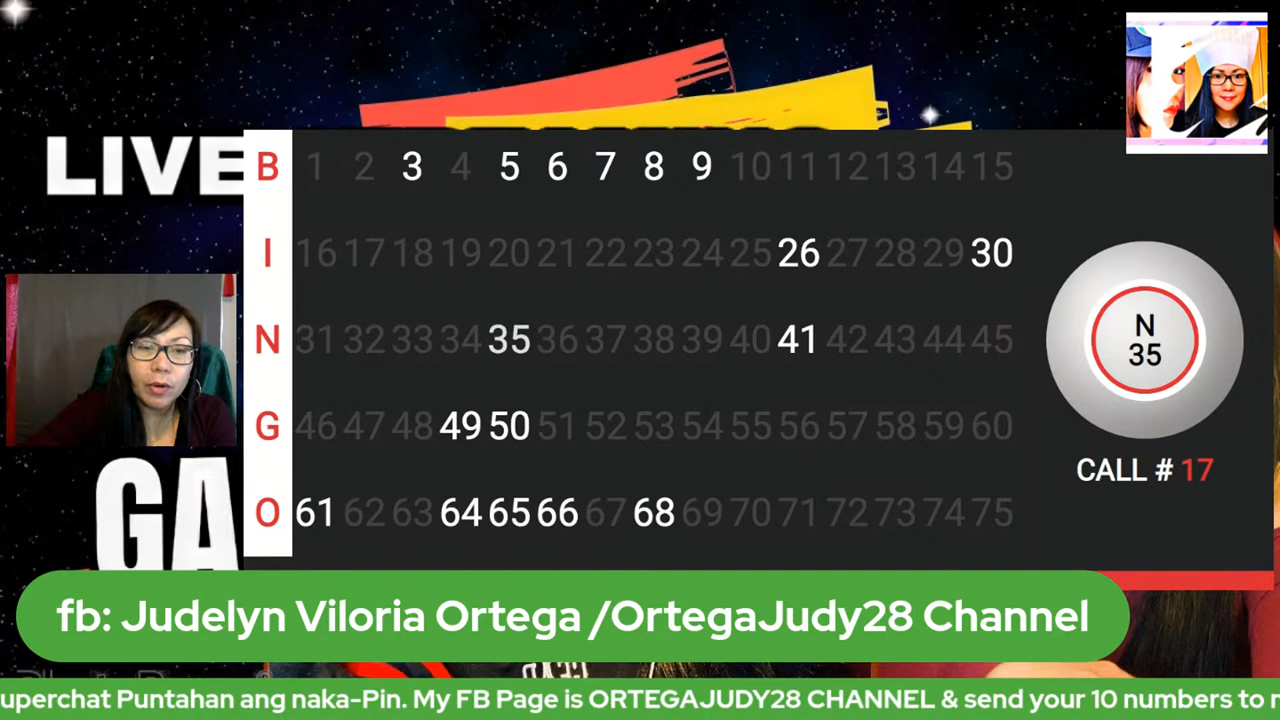 LIVE
B 1 2 3 4 5 6 7 8 9 10 11 12 13 14 15
I 16 17 18 19 20 21 22 23 24 25 26 27 28 29 30
N 31 32 33 34 35 36 37 38 39 40 41 42 43 44 45
G 46 47 48 49 50 51 52 53 54 55 56 57 58 59 60
O 61 62 63 64 65 66 67 68 69 70 71 72 73 74 75
N
35
CALL # 17
GA
fb: Judelyn Viloria Ortega /OrtegaJudy28 Channel
uperchat Puntahan ang naka-Pin. My FB Page is ORTEGAJUDY28 CHANNEL & send your 10 numbers to